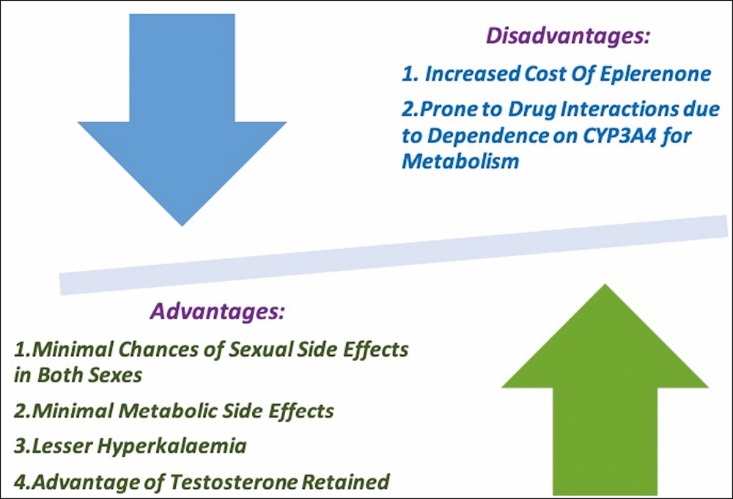 Disadvantages:
1. Increased Cost Of Eplerenone
2.Prone to Drug Interactions due
to Dependence on CYP3A4 for
Metabolism
Advantages:
1.Minimal Chances of Sexual Side Effects
in Both Sexes
2.Minimal Metabolic Side Effects
3.Lesser Hyperkalaemia
4.Advantage of Testosterone Retained